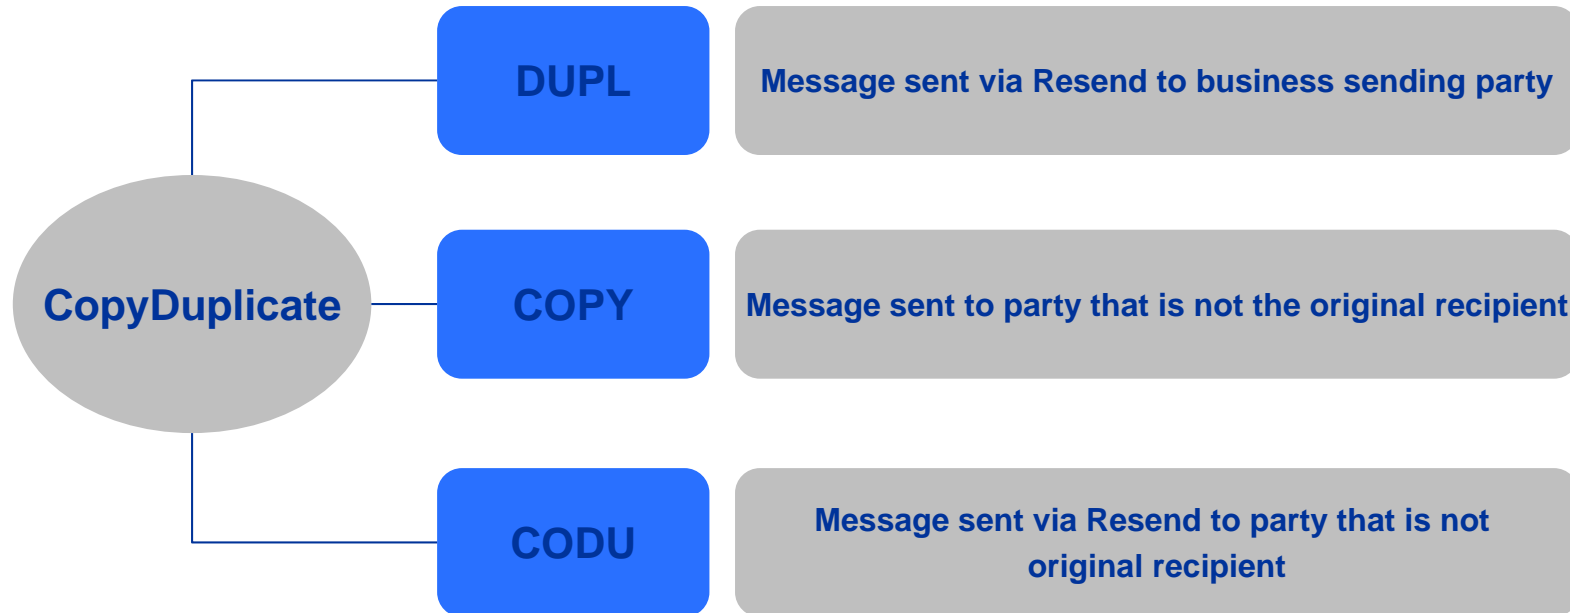 DUPL
Message sent via Resend to business sending party
CopyDuplicate
COPY
Message sent to party that is not the original recipient
CODU
Message sent via Resend to party that is not
original recipient